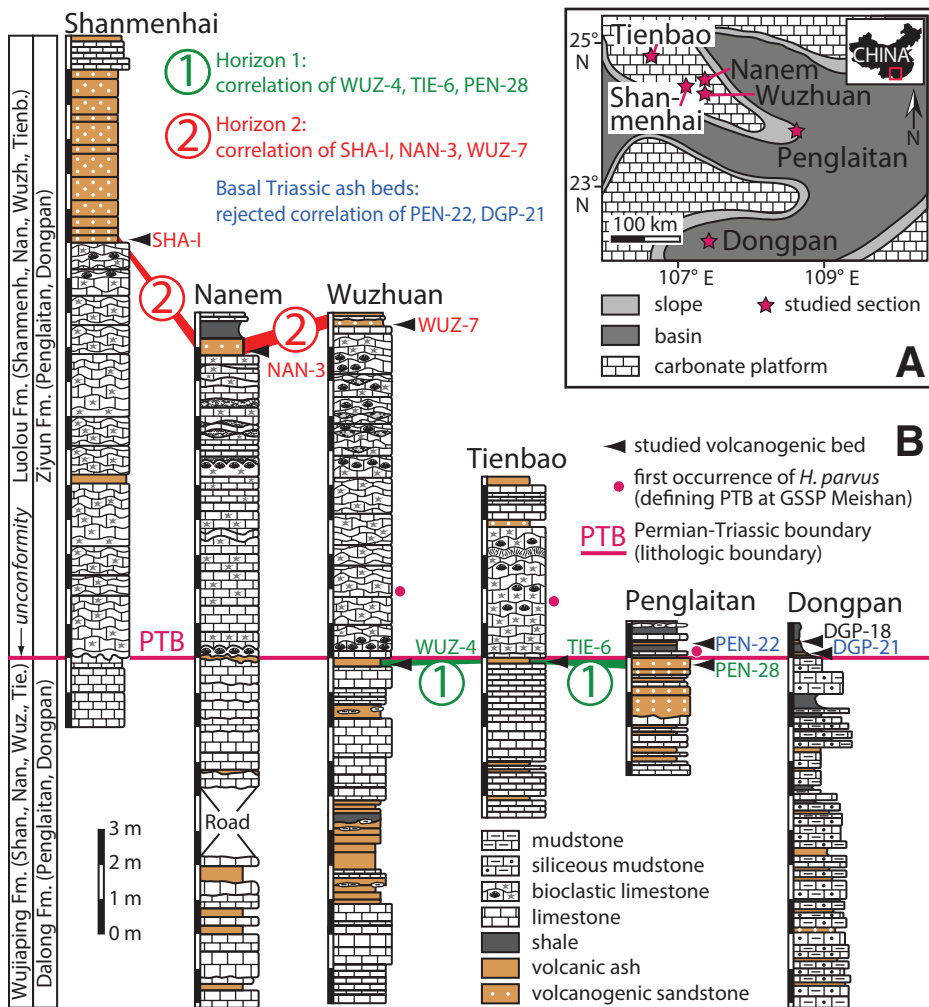 Shanmenhai
1
Horizon 1:
correlation of WUZ-4, TIE-6, PEN-28
2
Horizon 2:
correlation of SHA-I, NAN-3, WUZ-7
Basal Triassic ash beds:
rejected correlation of PEN-22, DGP-21
25°
N
23°
N
Tienbao
CHINA
Nanem
Wuzhuan
Shan-
menhai
N
Penglaitan
100 km
Dongpan
107° E
109° E
slope
studied section
basin
carbonate platform
A
Luolou Fm. (Shanmenh., Nan., Wuzh., Tienb.)
Ziyun Fm. (Penglaitan, Dongpan)
unconformity
Wujiaping Fm. (Shan., Nan., Wuz., Tie.)
Dalong Fm. (Penglaitan, Dongpan)
SHA-I
2
Nanem
2
Wuzhuan
WUZ-7
NAN-3
B
studied volcanogenic bed
first occurrence of H. parvus
(defining PTB at GSSP Meishan)
PTB
Permian-Triassic boundary
(lithologic boundary)
Tienbao
Penglaitan
Dongpan
PTB
WUZ-4
TIE-6
PEN-22
DGP-18
DGP-21
1
1
PEN-28
Road
3 m
2 m
1 m
0 m
mudstone
siliceous mudstone
bioclastic limestone
limestone
shale
volcanic ash
volcanogenic sandstone